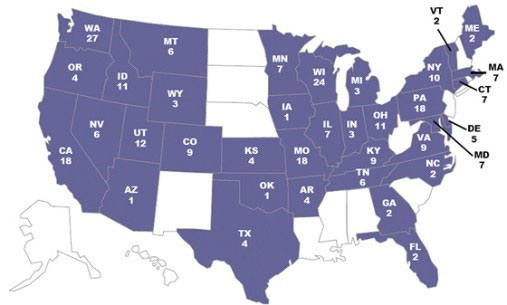 WA
27
OR
4
CA
18
ID
11
NV
6
MT
6
WY
3
UT
12
AZ
1
CO
9
KS
4
OK
1
TX
4
MN
7
IA
1
MO
18
AR
4
WI
24
IL
7
MI
3
IN
3
OH
11
KY
9
TN
6
GA
2
FL
2
NC
2
VA
9
PA
18
NY
10
VT
2
ME
2
MA
7
CT
7
DE
5
MD
7